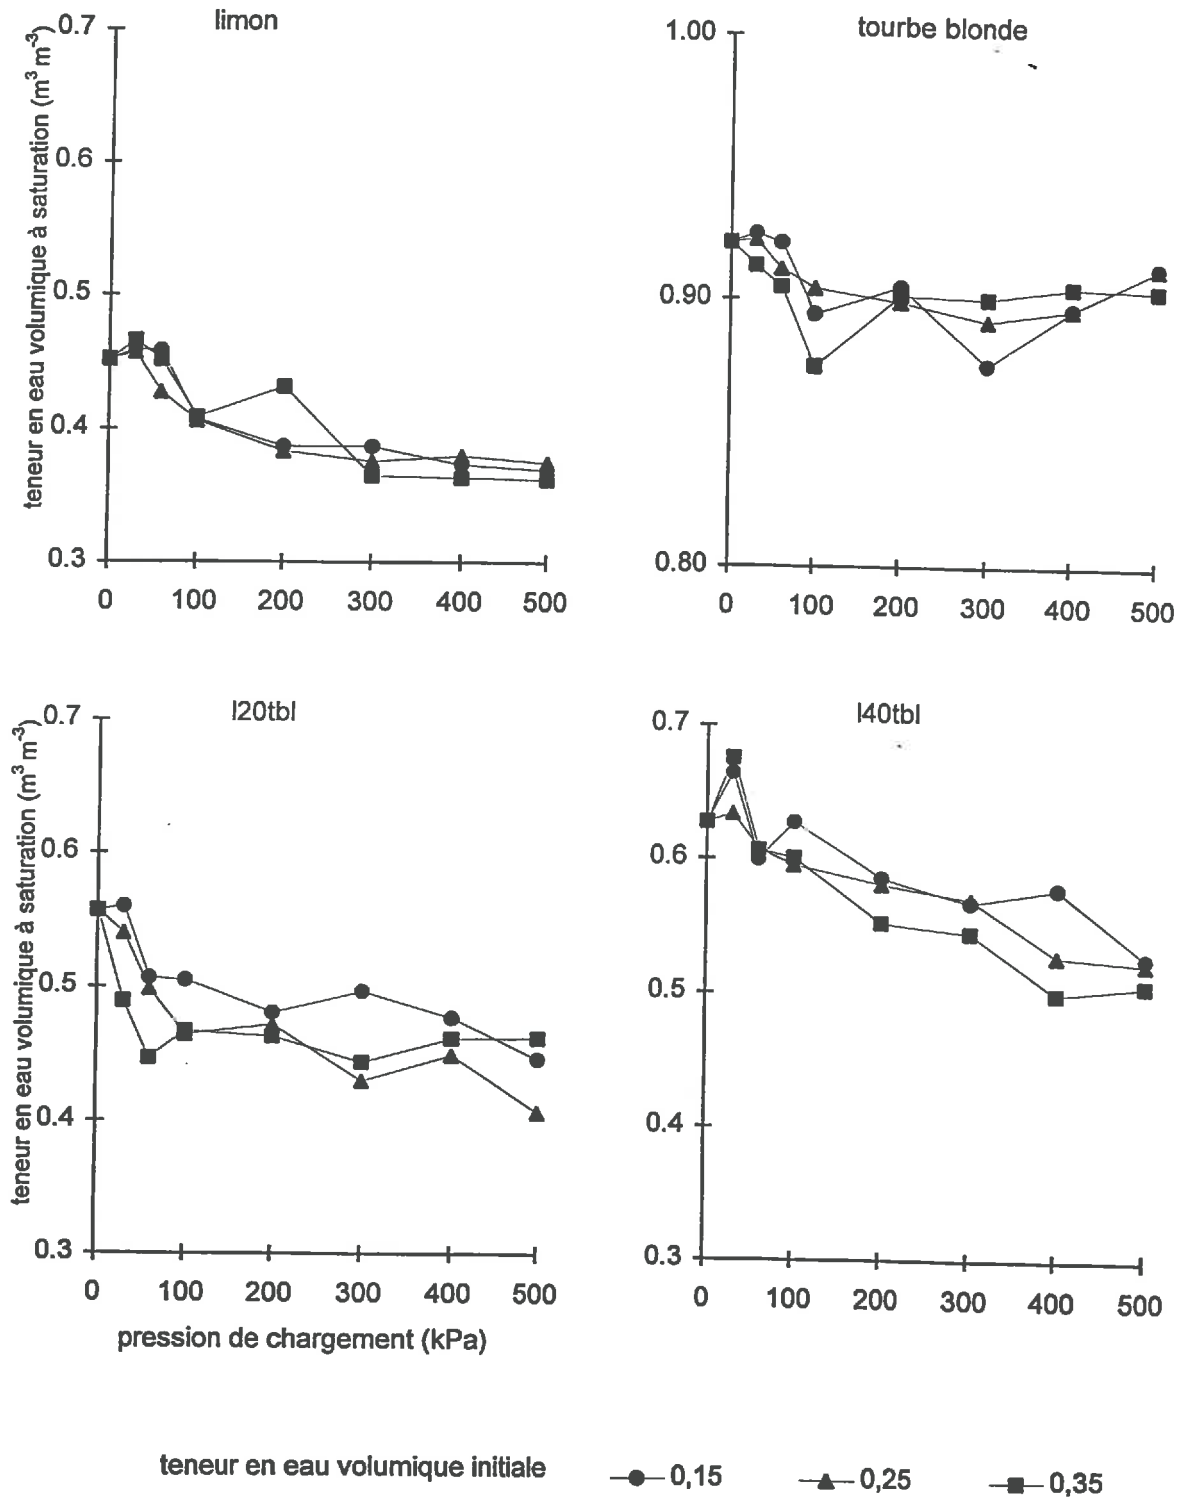 limon
teneur en eau volumique à saturation (m³ m⁻³)
0.7
0.6
0.5
0.4
0.3
0 100 200 300 400 500
tourbe blonde
1.00
0.90
0.80
0 100 200 300 400 500
l20tbl
teneur en eau volumique à saturation (m³ m⁻³)
0.7
0.6
0.5
0.4
0.3
0 100 200 300 400 500
pression de chargement (kPa)
l40tbl
0.7
0.6
0.5
0.4
0.3
0 100 200 300 400 500
teneur en eau volumique initiale 0,15 0,25 0,35